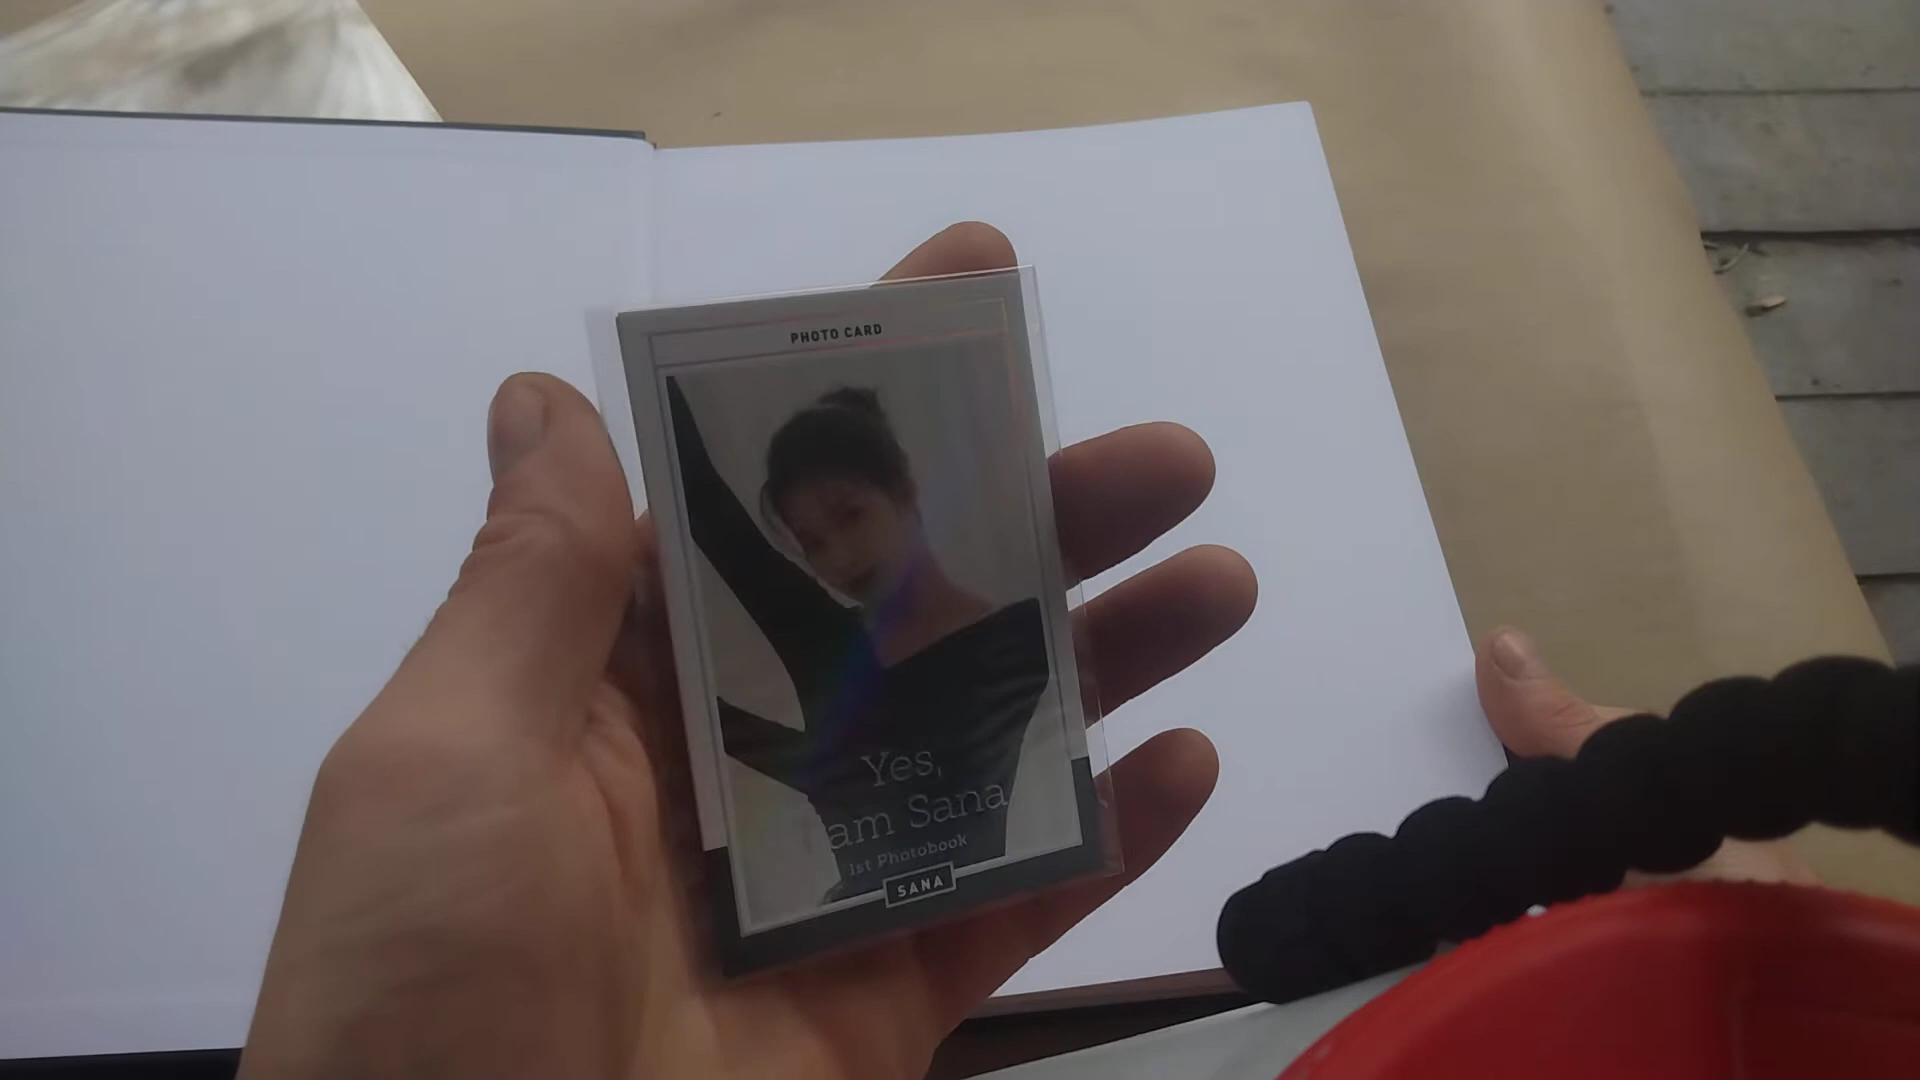 PHOTO CARD
Yes,
am Sana
1st Photobook
SANA